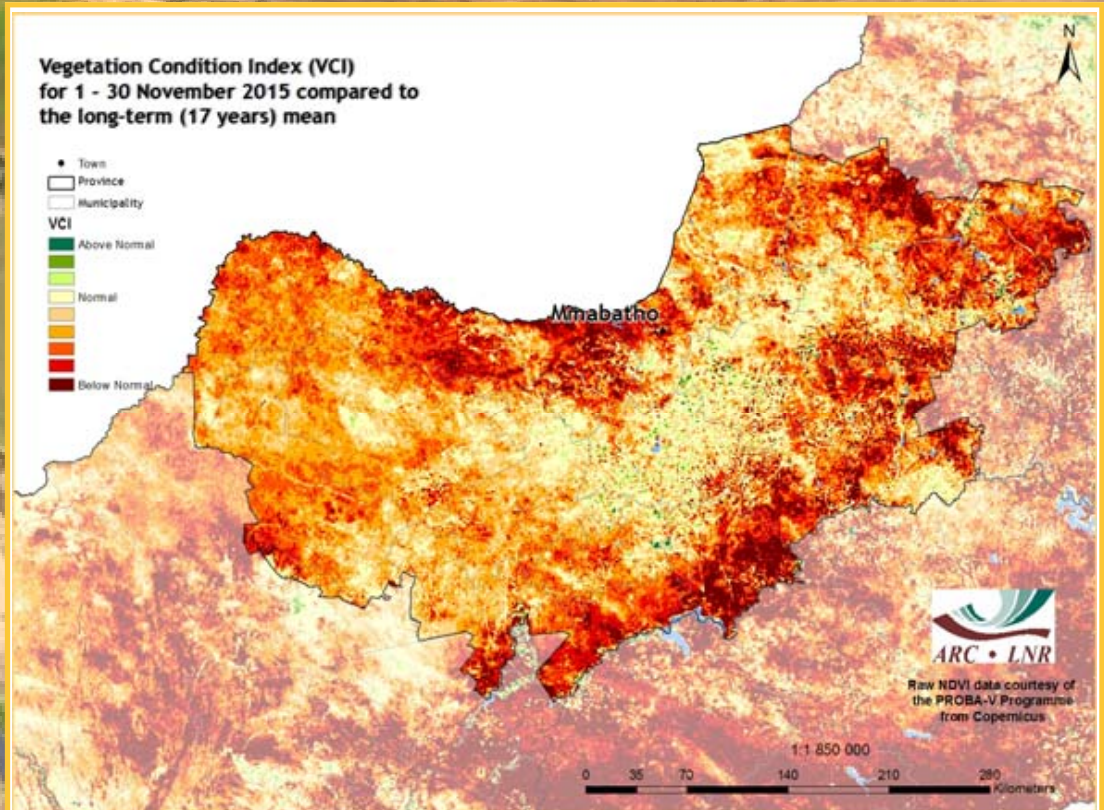 Vegetation Condition Index (VCI)
for 1 - 30 November 2015 compared to
the long-term (17 years) mean
N
Town
Province
Municipality
VCI
Above Normal
Normal
Below Normal
Mmabatho
ARC • LNR
Raw NDVI data courtesy of
the PROBA-V Programme
from Copernicus
1:1 850 000
0 35 70 140 210 280
Kilometers